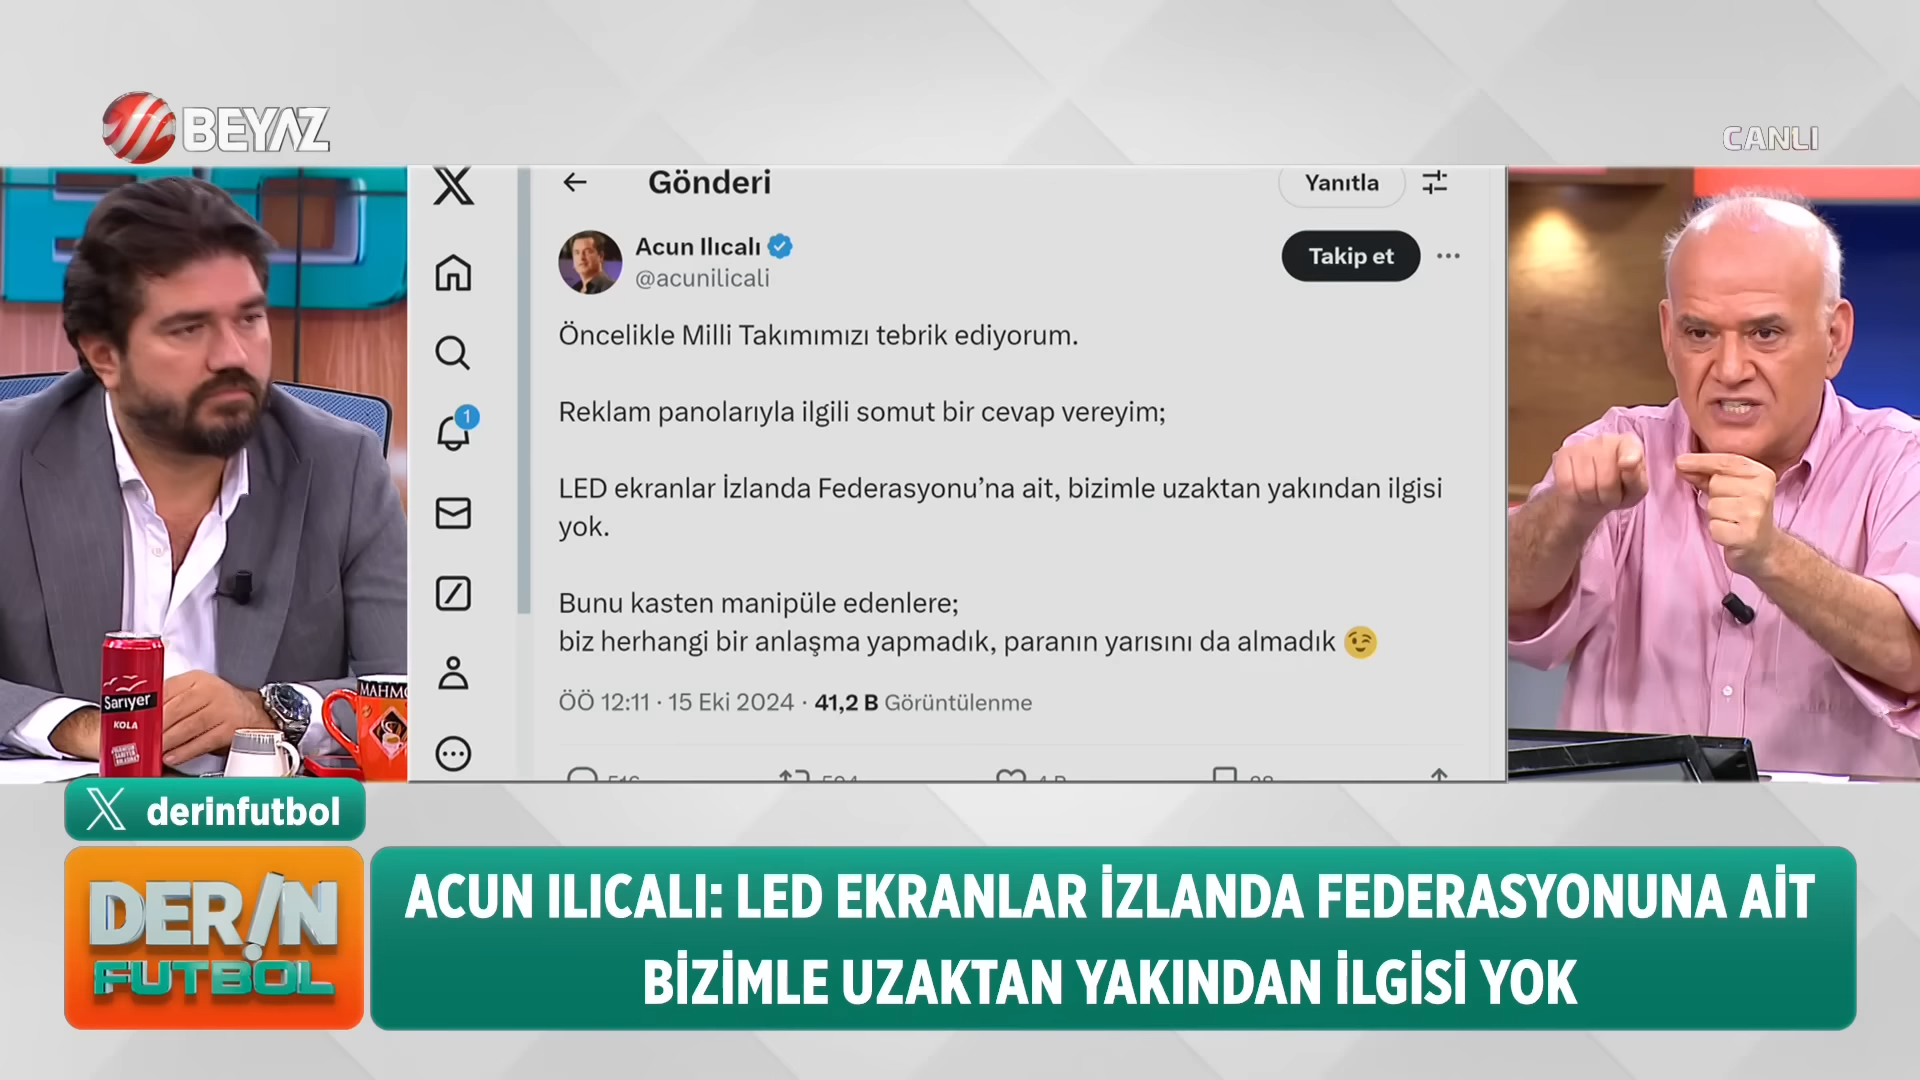 BEYAZ
CANLI
Gönderi
Yanıtla
Acun Ilıcalı
@acunilicali
Takip et
Öncelikle Milli Takımımızı tebrik ediyorum.
Reklam panolarıyla ilgili somut bir cevap vereyim;
LED ekranlar İzlanda Federasyonu’na ait, bizimle uzaktan yakından ilgisi
yok.
Bunu kasten manipüle edenlere;
biz herhangi bir anlaşma yapmadık, paranın yarısını da almadık 😉
ÖÖ 12:11 · 15 Eki 2024 · 41,2 B Görüntülenme
1
Sarıyer
KOLA
derinfutbol
DERİN
FUTBOL
ACUN ILICALI: LED EKRANLAR İZLANDA FEDERASYONUNA AİT
BİZİMLE UZAKTAN YAKINDAN İLGİSİ YOK